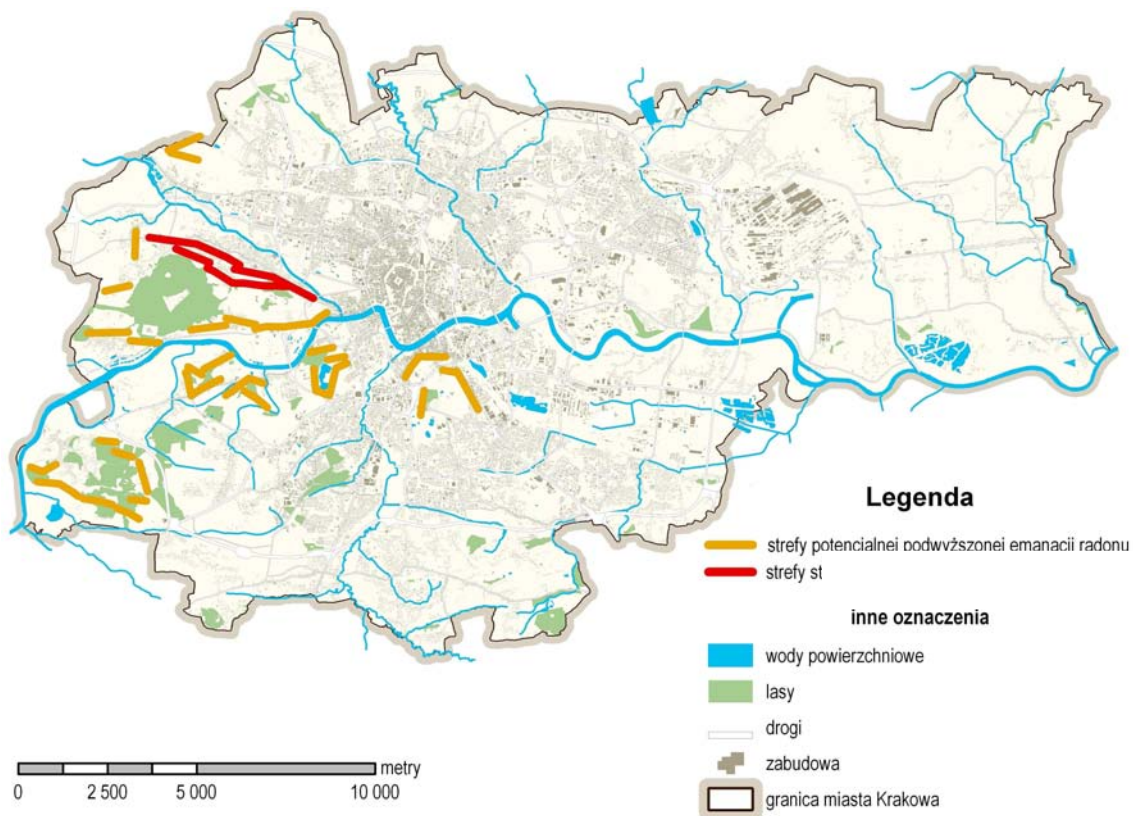 Legenda
strefy potencjalnej podwyższonej emanacji radonu
strefy st
inne oznaczenia
wody powierzchniowe
lasy
drogi
zabudowa
granica miasta Krakowa
metry
0 2 500 5 000 10 000